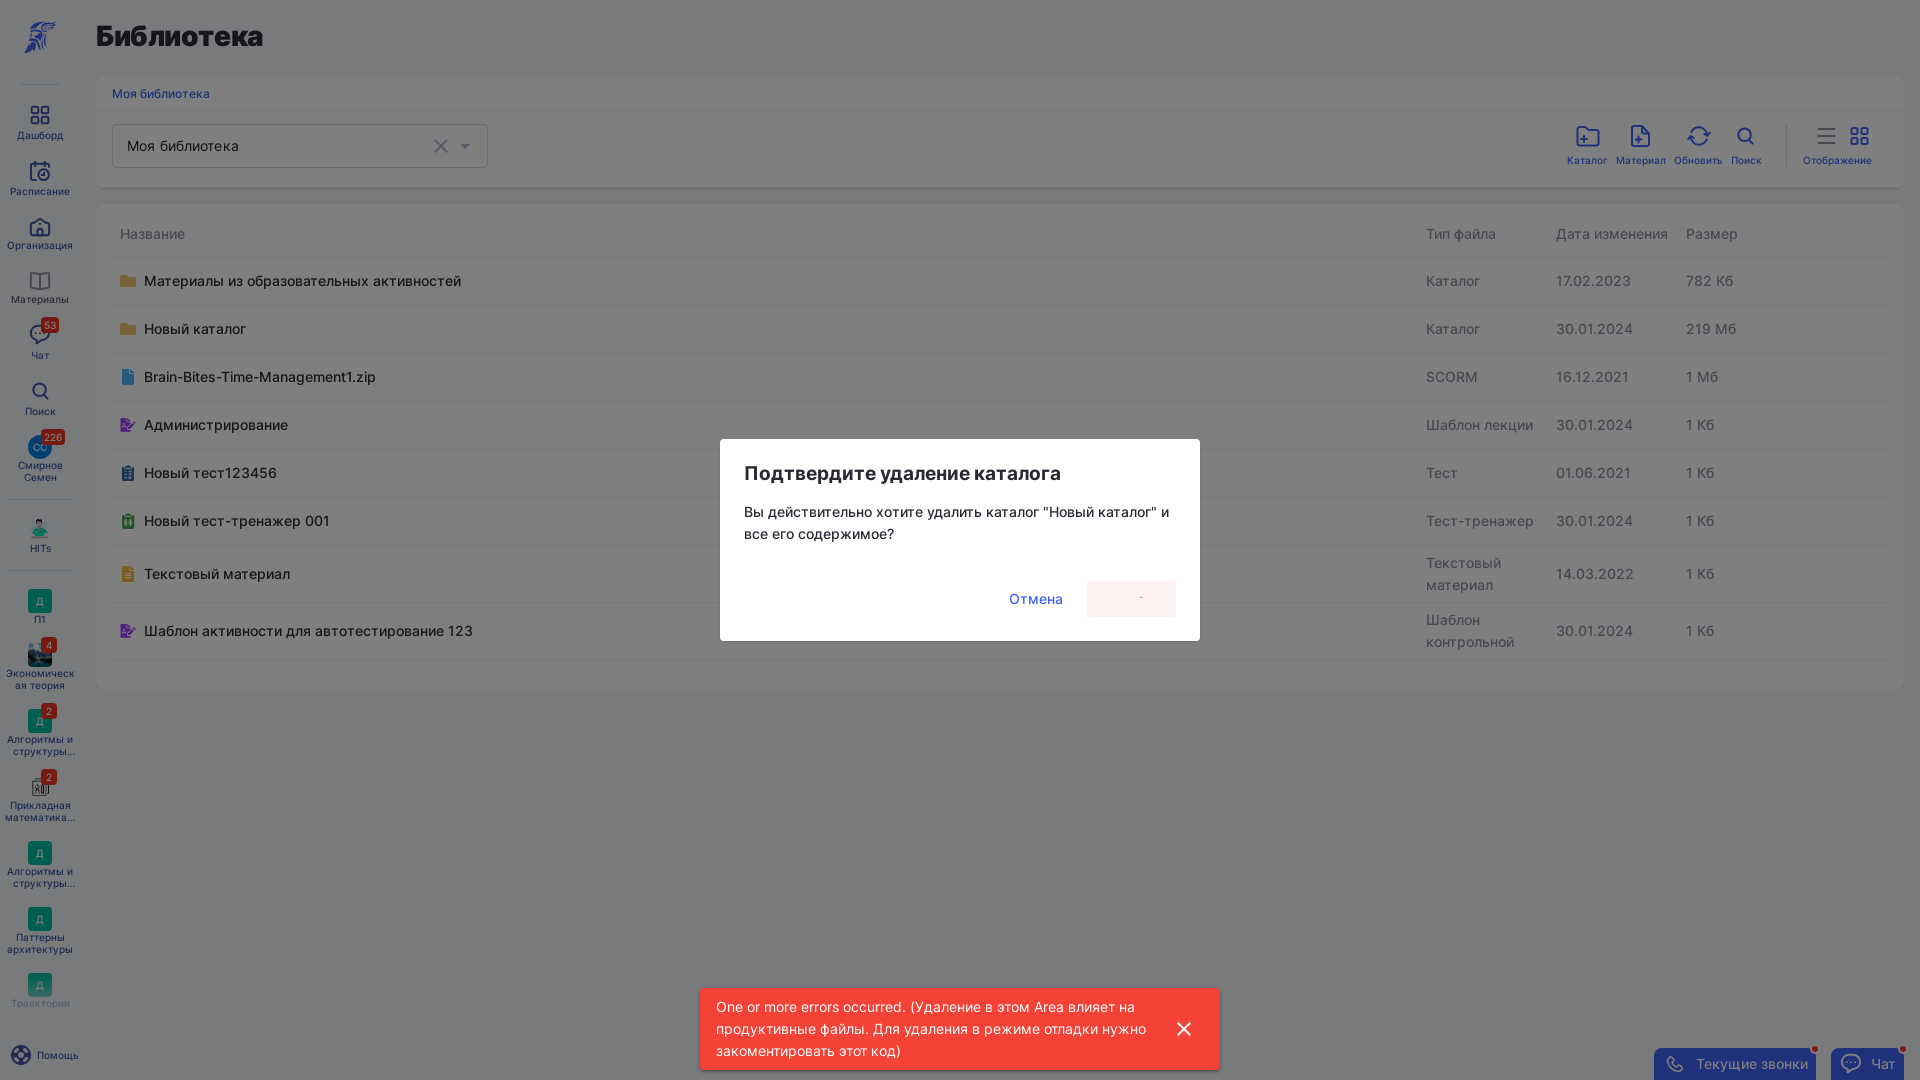 Библиотека
Моя библиотека
Моя библиотека
Каталог
Материал
Обновить
Поиск
Отображение
Дашборд
Расписание
Организация
Материалы
53
Чат
Поиск
СС
226
Смирнов
Семен
HITs
Д
П1
4
Экономическ
ая теория
Д
2
Алгоритмы и
структуры...
2
Прикладная
математика...
Д
Алгоритмы и
структуры...
Д
Паттерны
архитектуры
Д
Траектории
Помощь
Название
Тип файла
Дата изменения
Размер
Материалы из образовательных активностей
Каталог
17.02.2023
782 Кб
Новый каталог
Каталог
30.01.2024
219 Мб
Brain-Bites-Time-Management1.zip
SCORM
16.12.2021
1 Мб
Администрирование
Шаблон лекции
30.01.2024
1 Кб
Новый тест123456
Тест
01.06.2021
1 Кб
Новый тест-тренажер 001
Тест-тренажер
30.01.2024
1 Кб
Текстовый материал
Текстовый
материал
14.03.2022
1 Кб
Шаблон активности для автотестирование 123
Шаблон
контрольной
30.01.2024
1 Кб
Подтвердите удаление каталога
Вы действительно хотите удалить каталог "Новый каталог" и
все его содержимое?
Отмена
One or more errors occurred. (Удаление в этом Area влияет на
продуктивные файлы. Для удаления в режиме отладки нужно
закоментировать этот код)
Текущие звонки
Чат